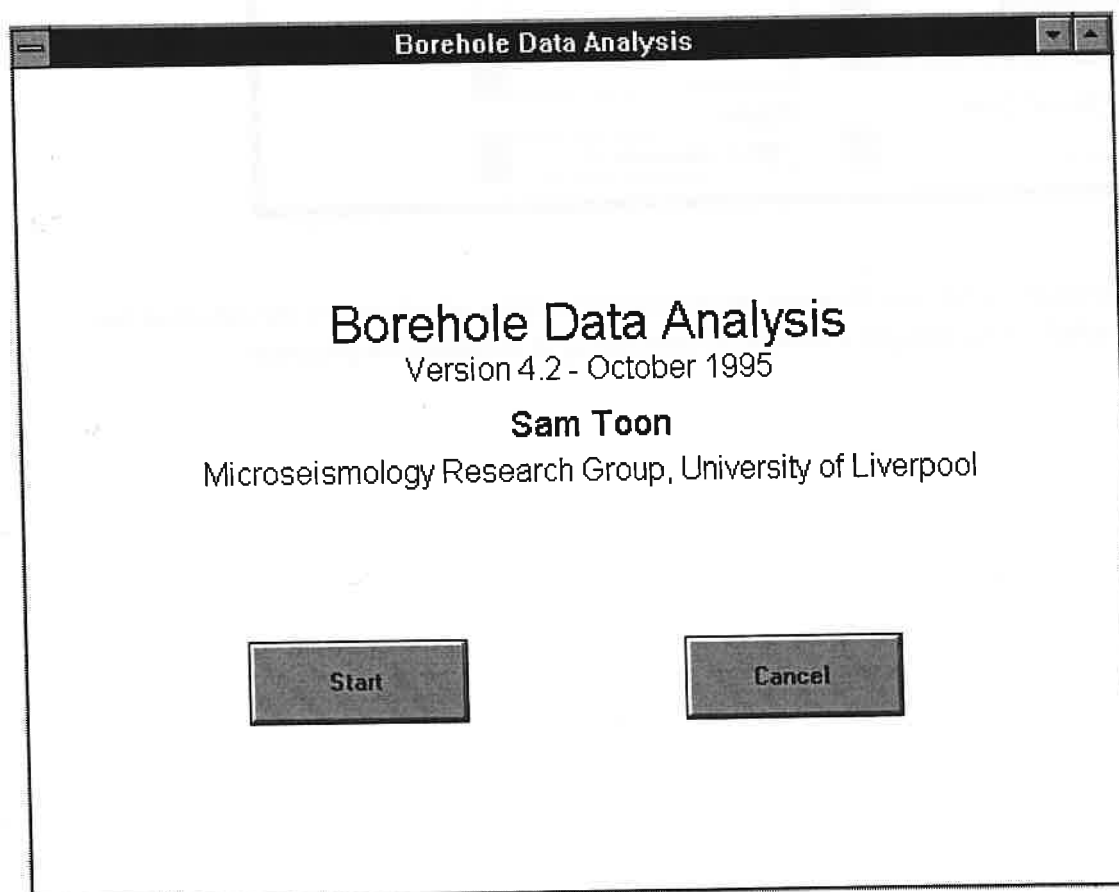 Borehole Data Analysis
Borehole Data Analysis
Version 4.2 - October 1995
Sam Toon
Microseismology Research Group, University of Liverpool
Start
Cancel